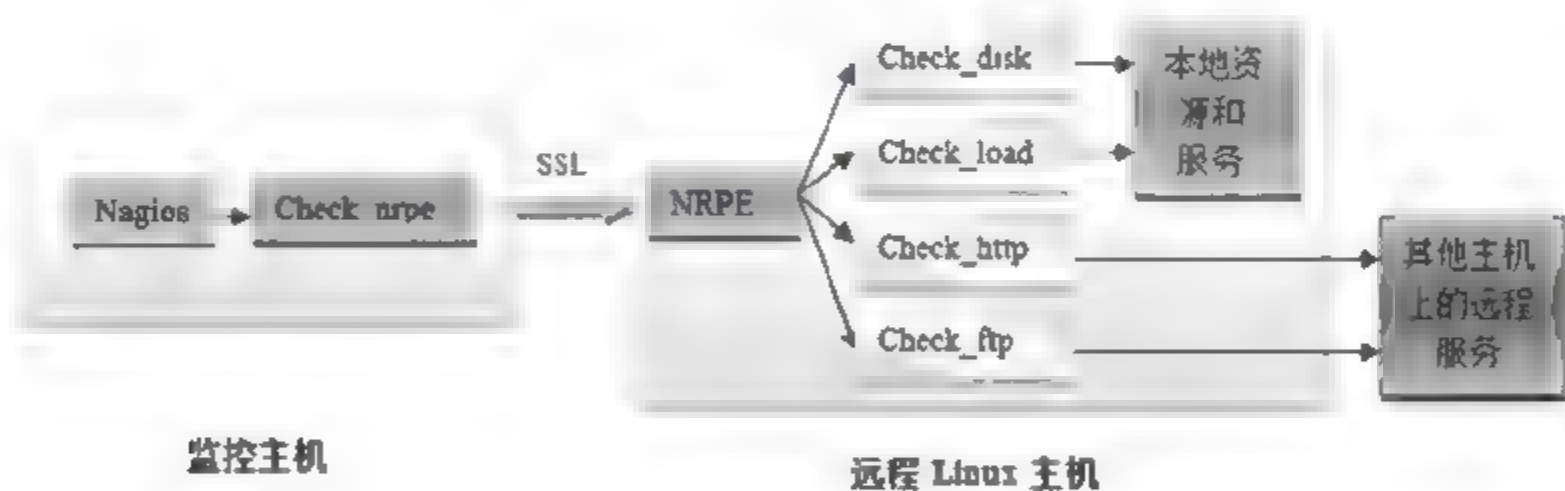 Nagios
Check_nrpe
SSL
NRPE
Check_disk
Check_load
Check_http
Check_ftp
本地资
源和
服务
其他主机
上的远程
服务
监控主机
远程 Linux 主机